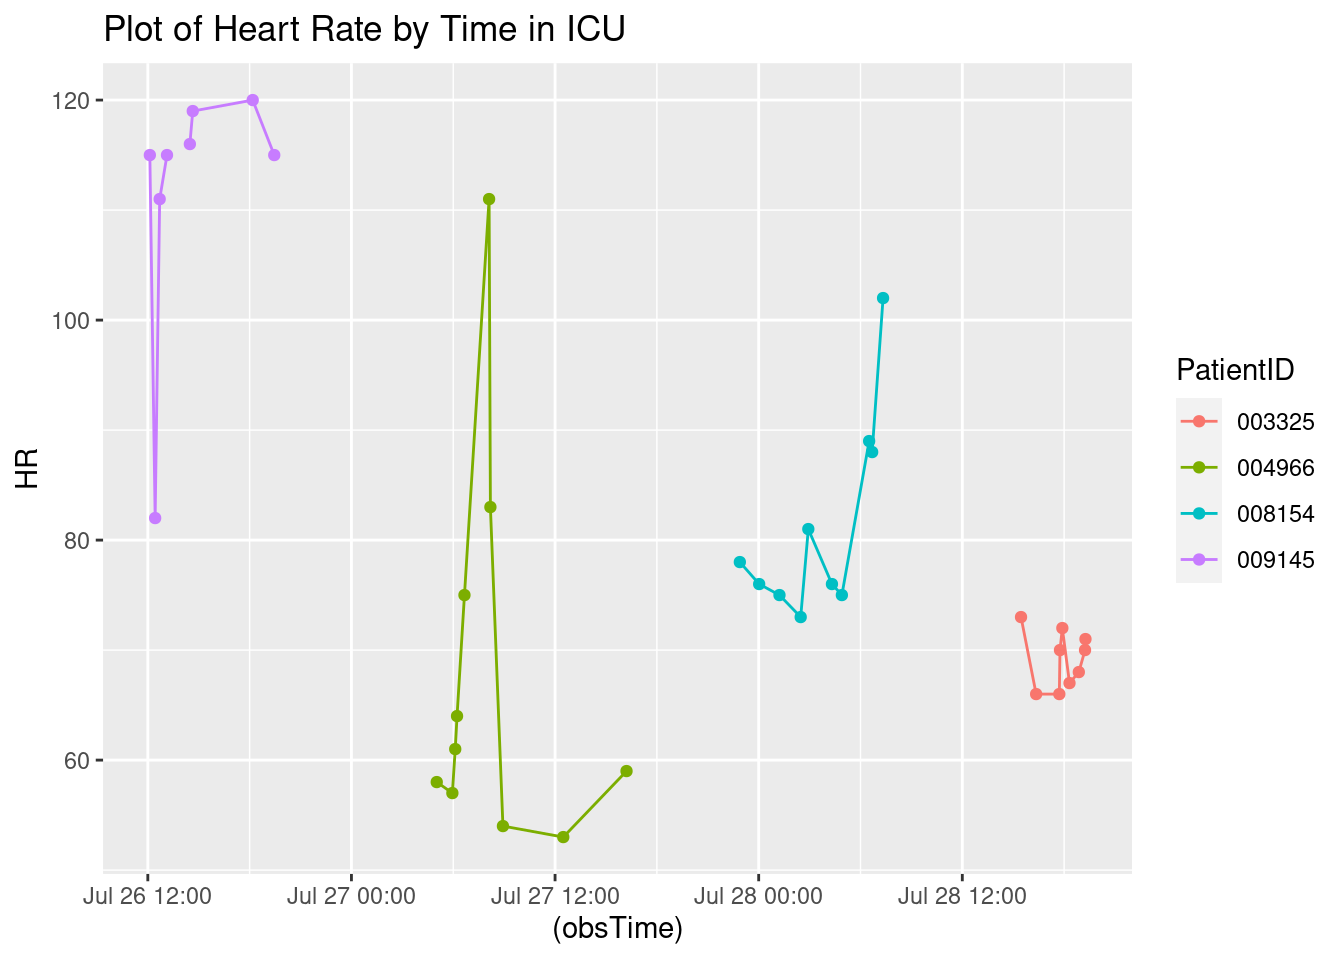 Plot of Heart Rate by Time in ICU
120
100
80
60
HR
Jul 26 12:00
Jul 27 00:00
Jul 27 12:00
Jul 28 00:00
Jul 28 12:00
(obsTime)
PatientID
003325
004966
008154
009145